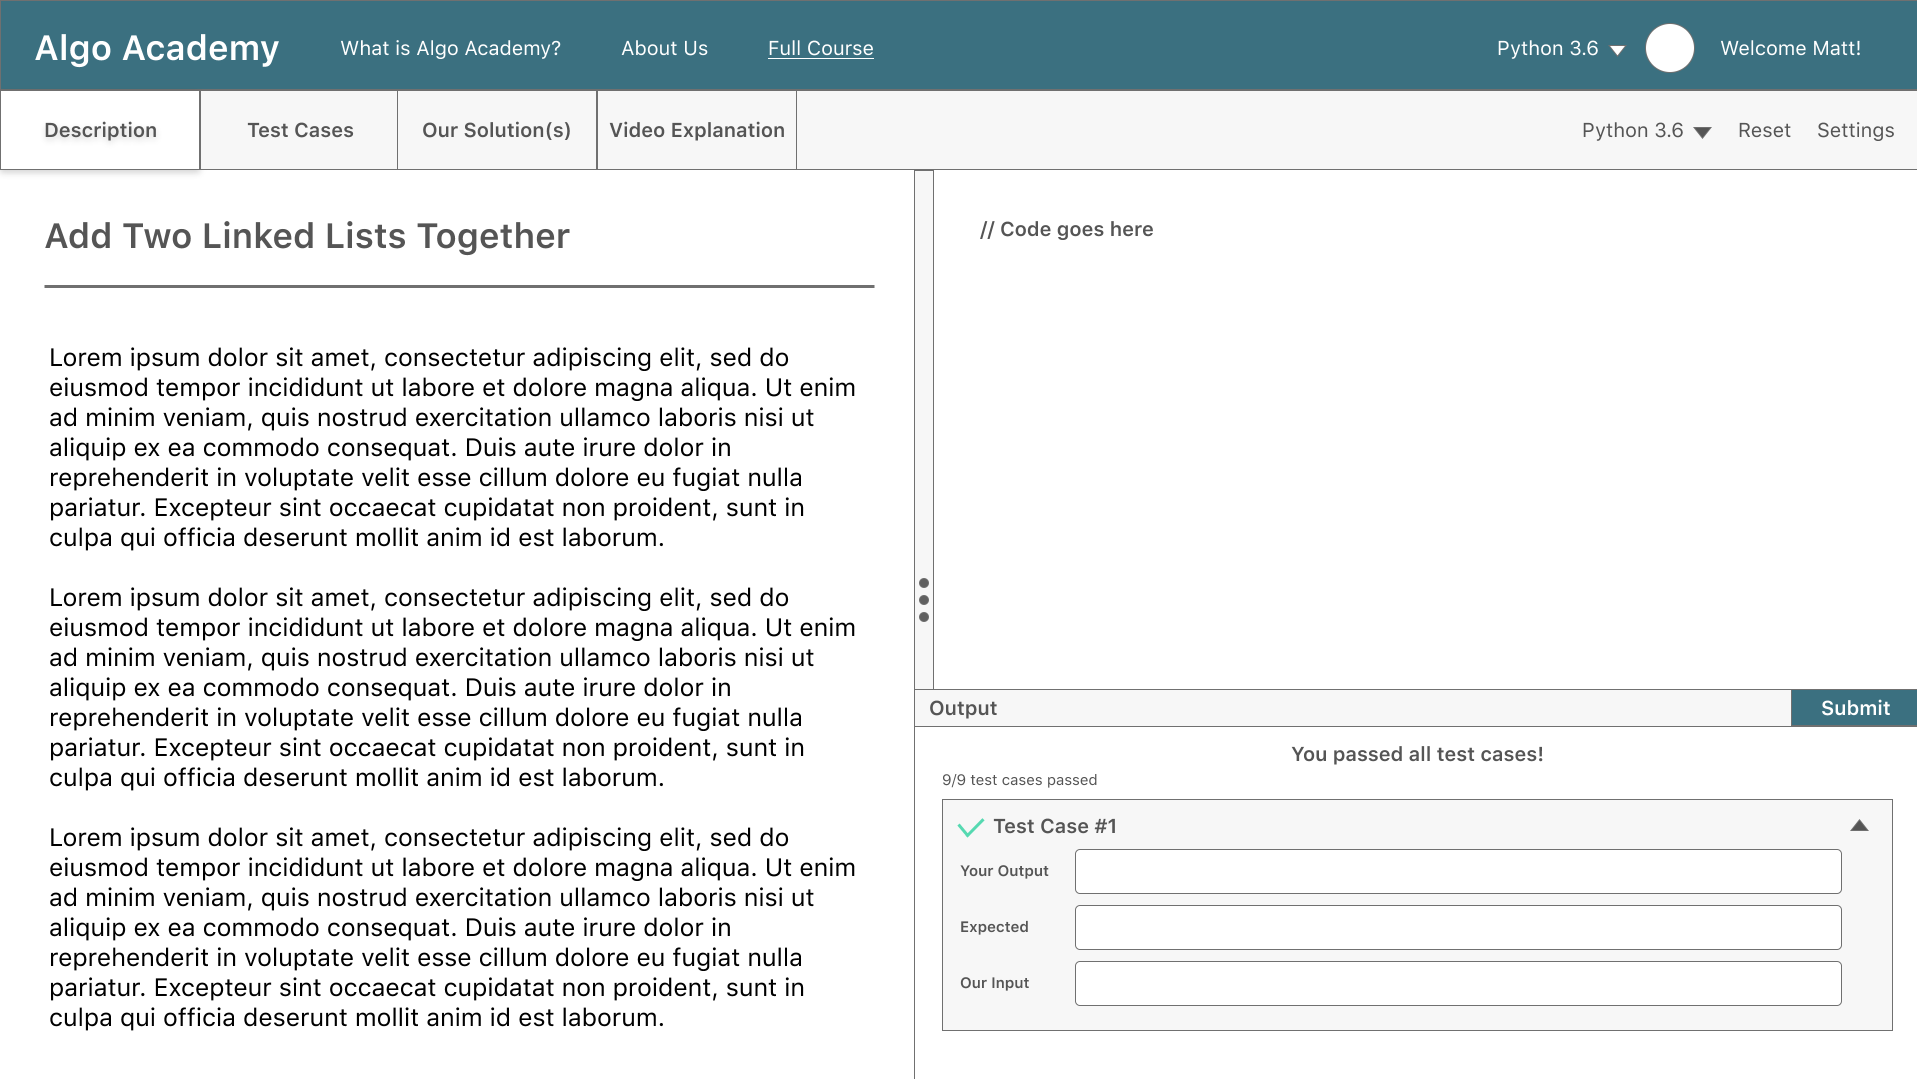 Algo Academy What is Algo Academy? About Us Full Course Python 3.6 Welcome Matt!
Description Test Cases Our Solution(s) Video Explanation Python 3.6 Reset Settings
Add Two Linked Lists Together
Lorem ipsum dolor sit amet, consectetur adipiscing elit, sed do
eiusmod tempor incididunt ut labore et dolore magna aliqua. Ut enim
ad minim veniam, quis nostrud exercitation ullamco laboris nisi ut
aliquip ex ea commodo consequat. Duis aute irure dolor in
reprehenderit in voluptate velit esse cillum dolore eu fugiat nulla
pariatur. Excepteur sint occaecat cupidatat non proident, sunt in
culpa qui officia deserunt mollit anim id est laborum.
Lorem ipsum dolor sit amet, consectetur adipiscing elit, sed do
eiusmod tempor incididunt ut labore et dolore magna aliqua. Ut enim
ad minim veniam, quis nostrud exercitation ullamco laboris nisi ut
aliquip ex ea commodo consequat. Duis aute irure dolor in
reprehenderit in voluptate velit esse cillum dolore eu fugiat nulla
pariatur. Excepteur sint occaecat cupidatat non proident, sunt in
culpa qui officia deserunt mollit anim id est laborum.
Lorem ipsum dolor sit amet, consectetur adipiscing elit, sed do
eiusmod tempor incididunt ut labore et dolore magna aliqua. Ut enim
ad minim veniam, quis nostrud exercitation ullamco laboris nisi ut
aliquip ex ea commodo consequat. Duis aute irure dolor in
reprehenderit in voluptate velit esse cillum dolore eu fugiat nulla
pariatur. Excepteur sint occaecat cupidatat non proident, sunt in
culpa qui officia deserunt mollit anim id est laborum.
// Code goes here
Output Submit
You passed all test cases!
9/9 test cases passed
Test Case #1
Your Output
Expected
Our Input